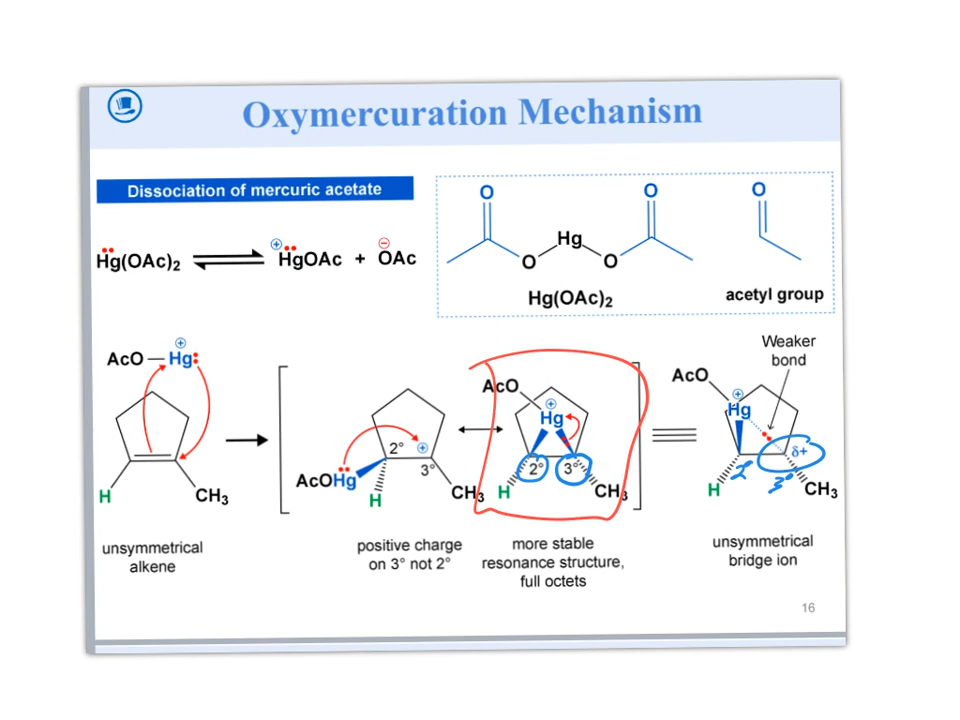 Oxymercuration Mechanism
Dissociation of mercuric acetate
Hg(OAc)2 ⇌ ⊕HgOAc + ⊖OAc
O
O
O
Hg
O
O
Hg(OAc)2
acetyl group
AcO — Hg: ⊕
H
CH3
unsymmetrical
alkene
AcOHg
2°
⊕
3°
H
CH3
positive charge
on 3° not 2°
AcO
⊕
Hg
2°
3°
H
CH3
more stable
resonance structure,
full octets
Weaker
bond
AcO
⊕
Hg
δ+
2°
3°
H
CH3
unsymmetrical
bridge ion
16